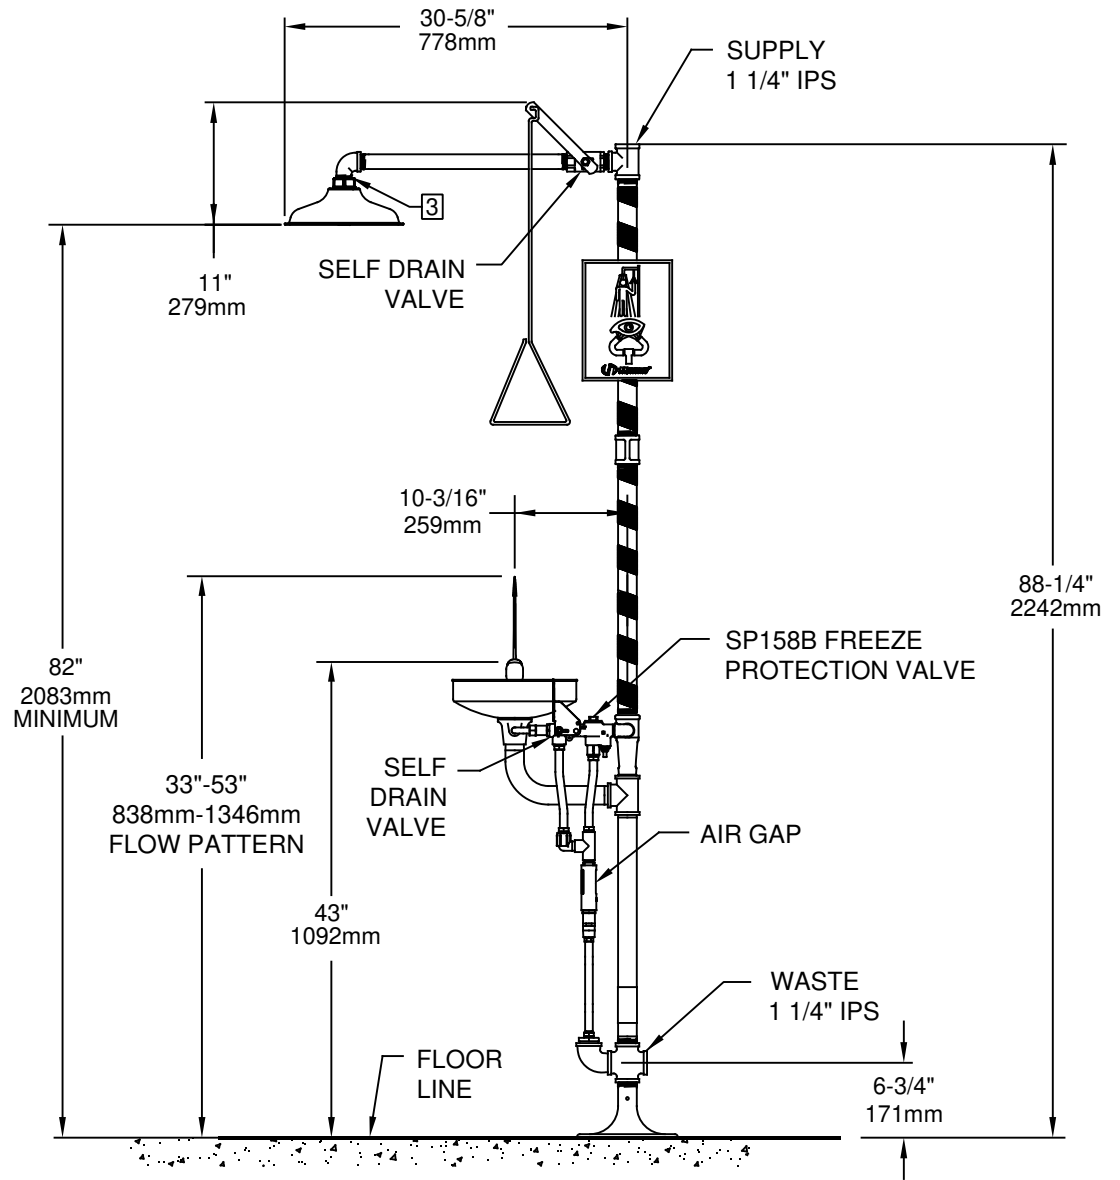 30-5/8"
778mm
SUPPLY
1 1/4" IPS
3
SELF DRAIN
VALVE
11"
279mm
10-3/16"
259mm
88-1/4"
2242mm
SP158B FREEZE
PROTECTION VALVE
82"
2083mm
MINIMUM
33"-53"
838mm-1346mm
FLOW PATTERN
SELF
DRAIN
VALVE
AIR GAP
43"
1092mm
WASTE
1 1/4" IPS
FLOOR
LINE
6-3/4"
171mm